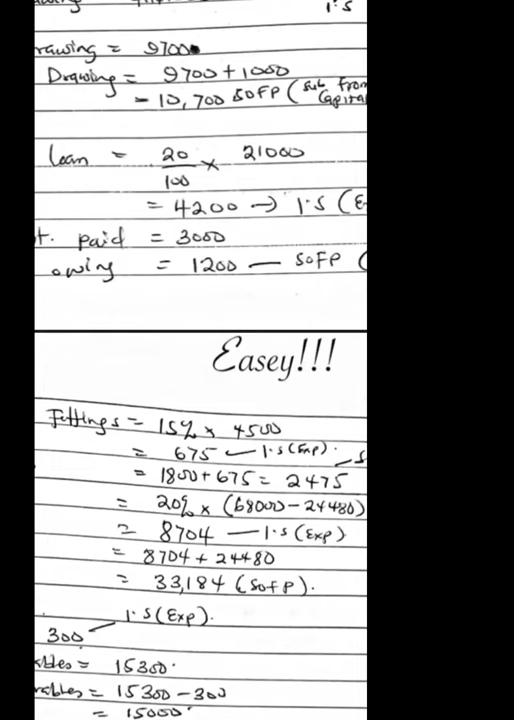 1.S
rawing = 9700
Drawing = 9700 + 1000
= 10,700 SOFP (Sub from Capital
loan = 20/100 × 21000
= 4200 → 1.S (E
t. paid = 3000
owing = 1200 — SOFP (
Easey!!!
Fittings = 15% × 4500
= 675 — 1.S (Exp).
= 1800 + 675 = 2475
= 20% × (68000 - 24480)
= 8704 — 1.S (Exp)
= 8704 + 24480
= 33,184 (SOFP).
1.S (Exp).
300
ables = 15300.
ables = 15300 - 300
= 15000